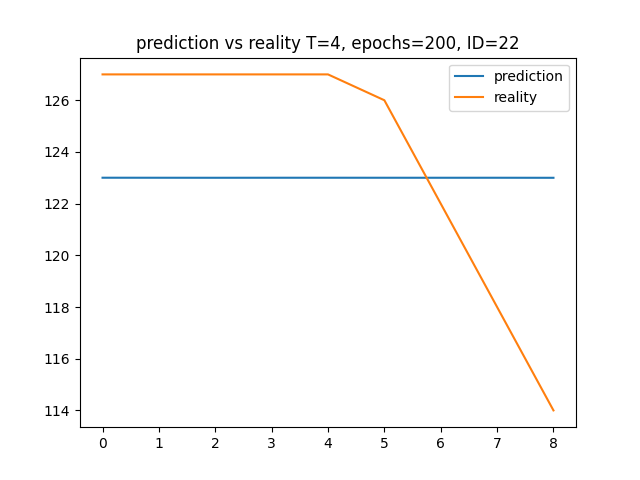 prediction vs reality T=4, epochs=200, ID=22
prediction
reality
126
124
122
120
118
116
114
0 1 2 3 4 5 6 7 8